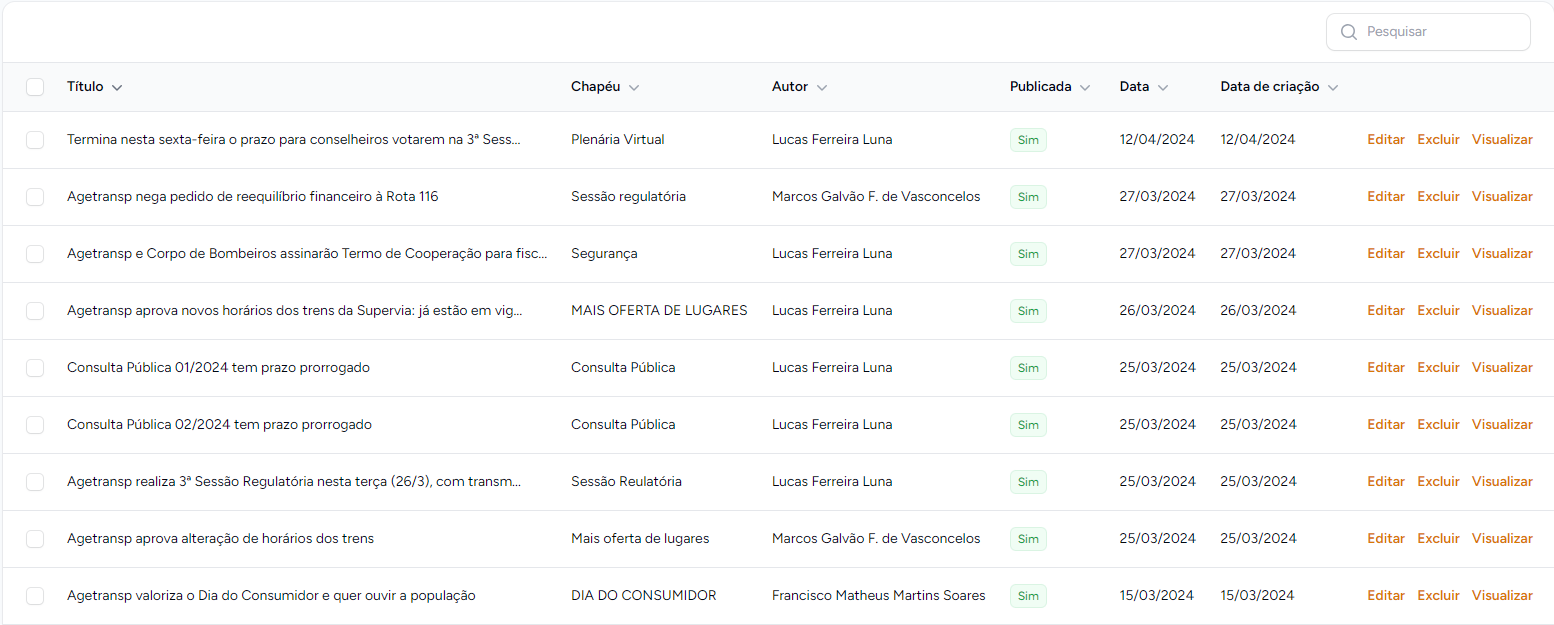 Pesquisar
Título Chapéu Autor Publicada Data Data de criação
Termina nesta sexta-feira o prazo para conselheiros votarem na 3ª Sess... Plenária Virtual Lucas Ferreira Luna Sim 12/04/2024 12/04/2024 Editar Excluir Visualizar
Agetransp nega pedido de reequilíbrio financeiro à Rota 116 Sessão regulatória Marcos Galvão F. de Vasconcelos Sim 27/03/2024 27/03/2024 Editar Excluir Visualizar
Agetransp e Corpo de Bombeiros assinarão Termo de Cooperação para fisc... Segurança Lucas Ferreira Luna Sim 27/03/2024 27/03/2024 Editar Excluir Visualizar
Agetransp aprova novos horários dos trens da Supervia: já estão em vig... MAIS OFERTA DE LUGARES Lucas Ferreira Luna Sim 26/03/2024 26/03/2024 Editar Excluir Visualizar
Consulta Pública 01/2024 tem prazo prorrogado Consulta Pública Lucas Ferreira Luna Sim 25/03/2024 25/03/2024 Editar Excluir Visualizar
Consulta Pública 02/2024 tem prazo prorrogado Consulta Pública Lucas Ferreira Luna Sim 25/03/2024 25/03/2024 Editar Excluir Visualizar
Agetransp realiza 3ª Sessão Regulatória nesta terça (26/3), com transm... Sessão Reulatória Lucas Ferreira Luna Sim 25/03/2024 25/03/2024 Editar Excluir Visualizar
Agetransp aprova alteração de horários dos trens Mais oferta de lugares Marcos Galvão F. de Vasconcelos Sim 25/03/2024 25/03/2024 Editar Excluir Visualizar
Agetransp valoriza o Dia do Consumidor e quer ouvir a população DIA DO CONSUMIDOR Francisco Matheus Martins Soares Sim 15/03/2024 15/03/2024 Editar Excluir Visualizar